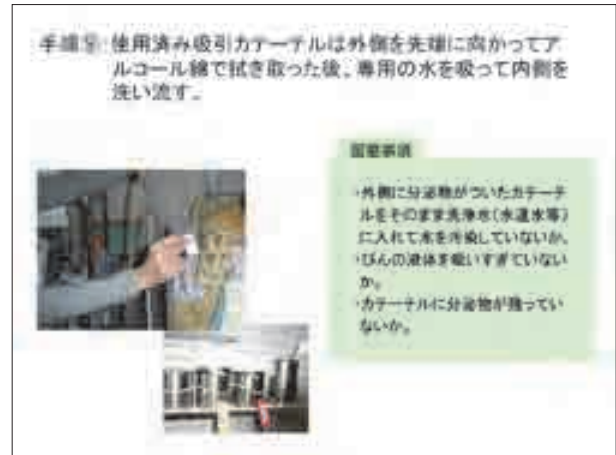 手順⑨：使用済み吸引カテーテルは外側を先端に向かってア
ルコール綿で拭き取った後、専用の水を吸って内側を
洗い流す。
留意事項
・外側に分泌物がついたカテーテ
ルをそのまま洗浄水（水道水等）
に入れて水を汚染していないか。
・びんの液体を吸いすぎていない
か。
・カテーテルに分泌物が残ってい
ないか。